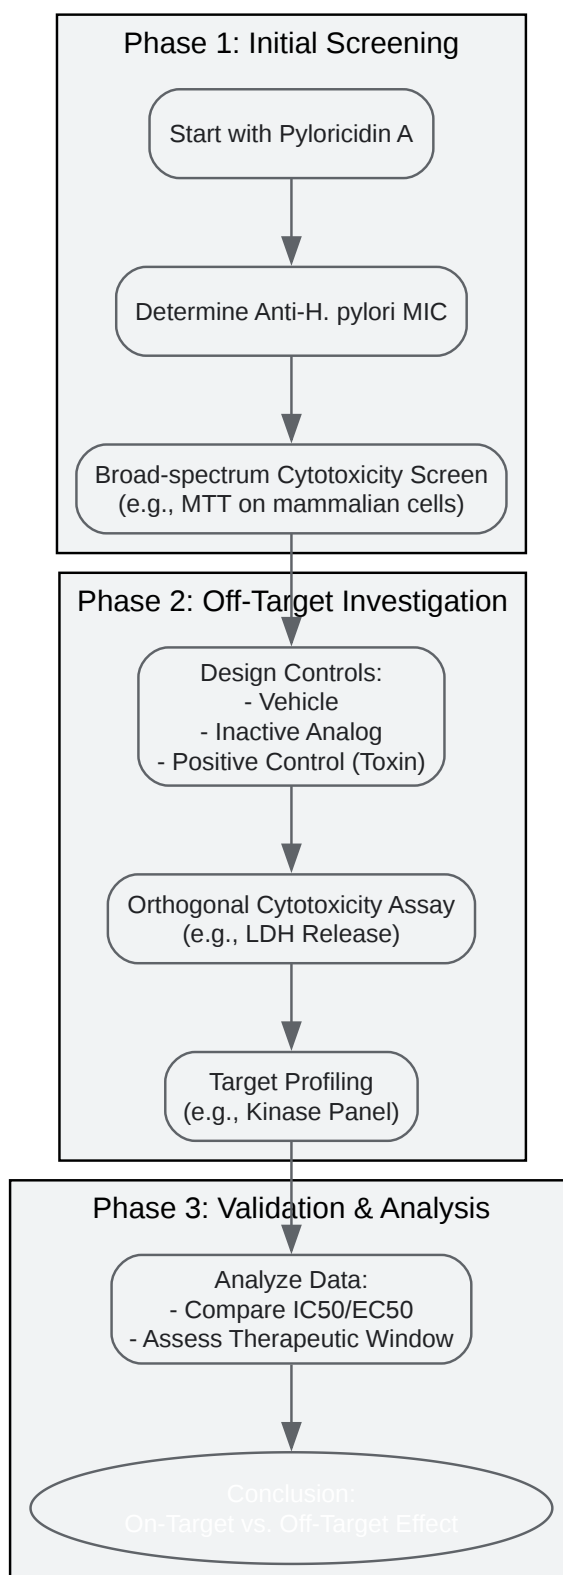 Phase 1: Initial Screening
Start with Pyloricidin A
Determine Anti-H. pylori MIC
Broad-spectrum Cytotoxicity Screen
(e.g., MTT on mammalian cells)
Phase 2: Off-Target Investigation
Design Controls:
- Vehicle
- Inactive Analog
- Positive Control (Toxin)
Orthogonal Cytotoxicity Assay
(e.g., LDH Release)
Target Profiling
(e.g., Kinase Panel)
Phase 3: Validation & Analysis
Analyze Data:
- Compare IC50/EC50
- Assess Therapeutic Window
Conclusion:
On-Target vs. Off-Target Effect